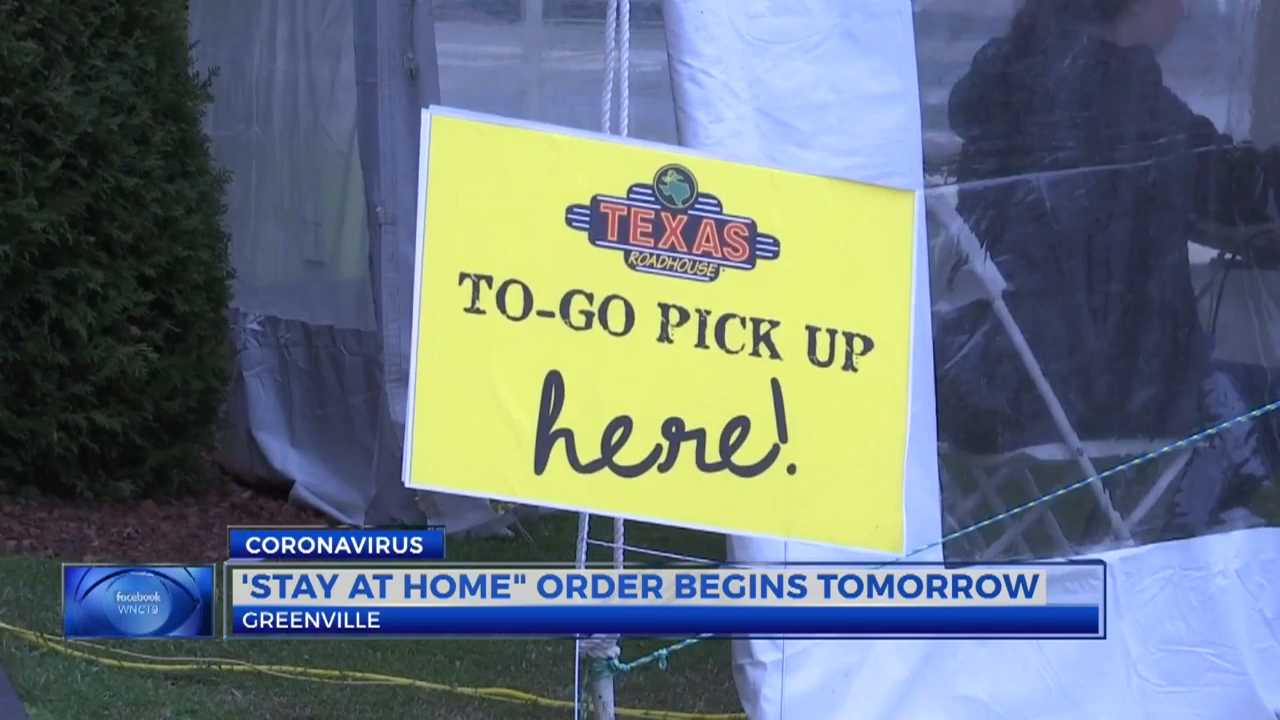 TEXAS
ROADHOUSE
TO-GO PICK UP
here!
CORONAVIRUS
facebook
WNCT9
'STAY AT HOME" ORDER BEGINS TOMORROW
GREENVILLE